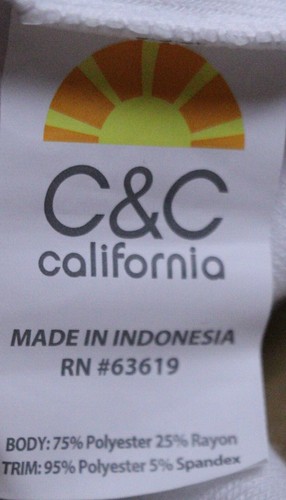 C&C
california
MADE IN INDONESIA
RN #63619
BODY: 75% Polyester 25% Rayon
TRIM: 95% Polyester 5% Spandex